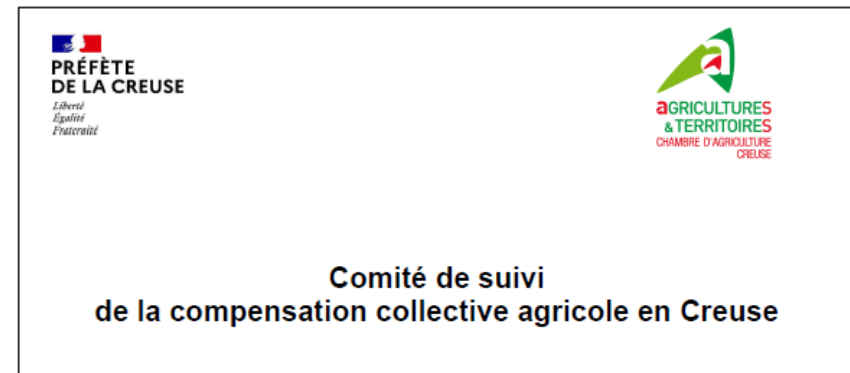 PRÉFÈTE
DE LA CREUSE
Liberté
Égalité
Fraternité
aGRICULTURES
& TERRITOIRES
CHAMBRE D'AGRICULTURE
CREUSE
Comité de suivi
de la compensation collective agricole en Creuse